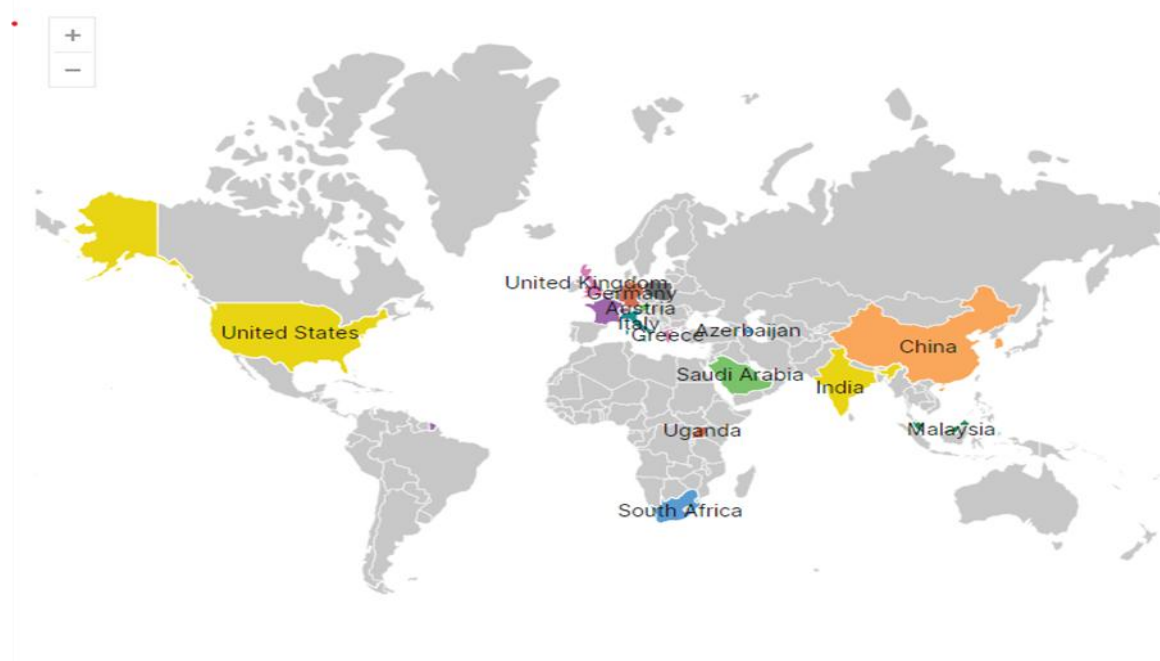 +
−
United Kingdom
Germany
Austria
Italy
Greece
Azerbaijan
United States
China
Saudi Arabia
India
Uganda
Malaysia
South Africa